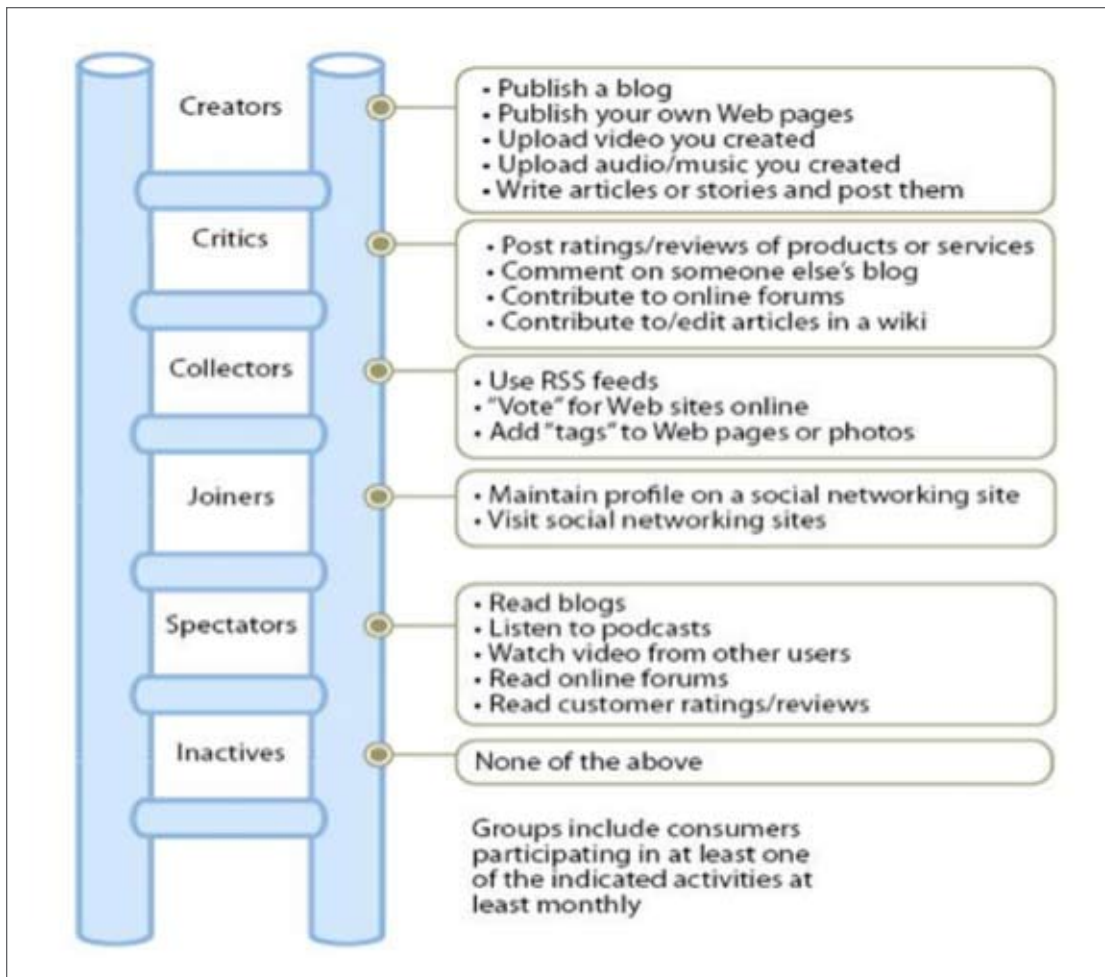 Creators
• Publish a blog
• Publish your own Web pages
• Upload video you created
• Upload audio/music you created
• Write articles or stories and post them
Critics
• Post ratings/reviews of products or services
• Comment on someone else’s blog
• Contribute to online forums
• Contribute to/edit articles in a wiki
Collectors
• Use RSS feeds
• “Vote” for Web sites online
• Add “tags” to Web pages or photos
Joiners
• Maintain profile on a social networking site
• Visit social networking sites
Spectators
• Read blogs
• Listen to podcasts
• Watch video from other users
• Read online forums
• Read customer ratings/reviews
Inactives
None of the above
Groups include consumers
participating in at least one
of the indicated activities at
least monthly